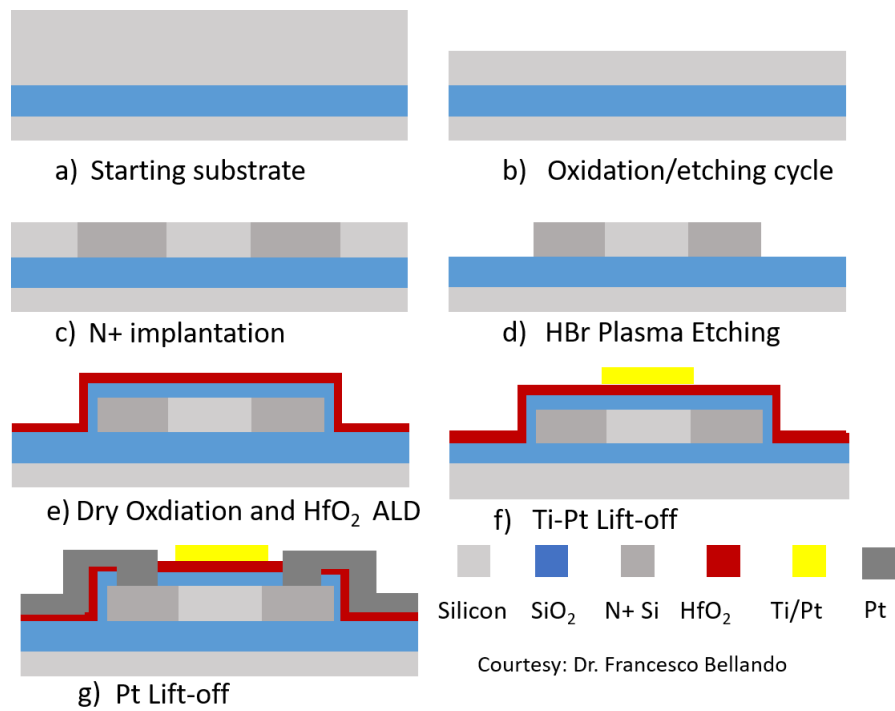 a) Starting substrate
b) Oxidation/etching cycle
c) N+ implantation
d) HBr Plasma Etching
e) Dry Oxdiation and HfO₂ ALD
f) Ti-Pt Lift-off
Silicon SiO₂ N+ Si HfO₂ Ti/Pt Pt
Courtesy: Dr. Francesco Bellando
g) Pt Lift-off